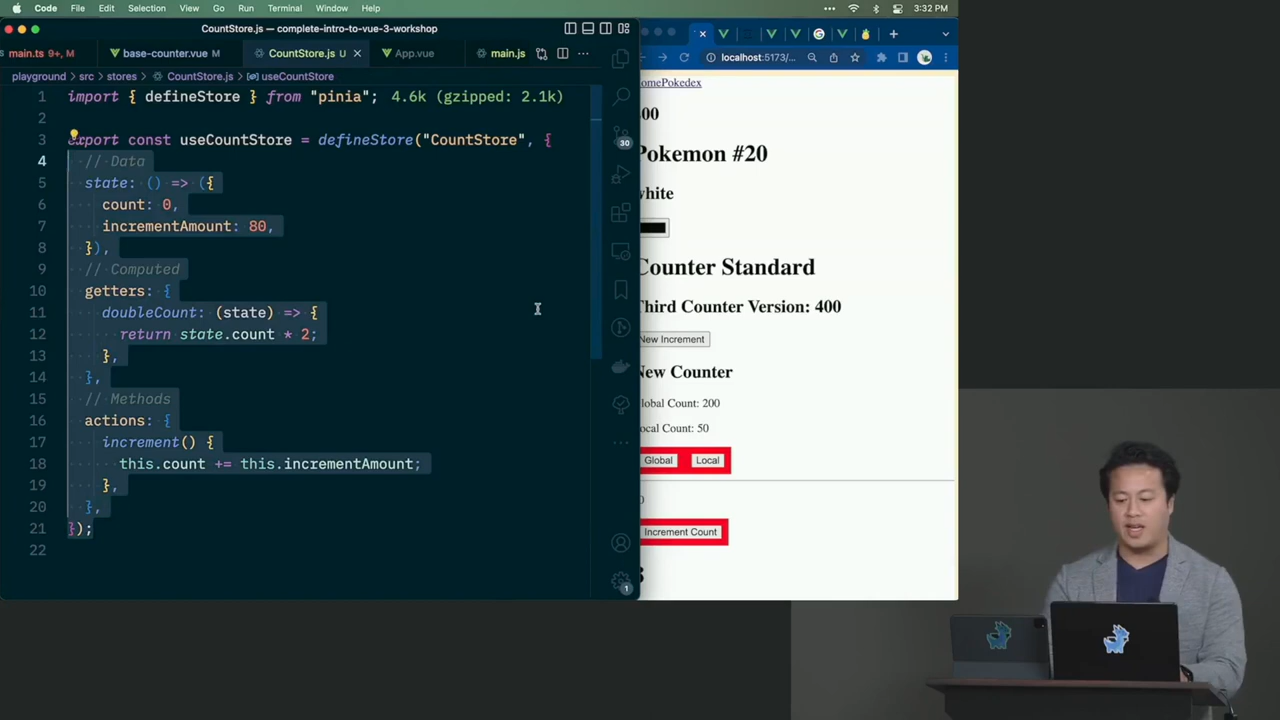 Code File Edit Selection View Go Run Terminal Window Help 3:32 PM
CountStore.js — complete-intro-to-vue-3-workshop
main.ts 9+, M base-counter.vue M CountStore.js U App.vue main.js
playground > src > stores > CountStore.js > useCountStore
1 import { defineStore } from "pinia"; 4.6k (gzipped: 2.1k)
2
3 export const useCountStore = defineStore("CountStore", {
4 // Data
5 state: () => ({
6 count: 0,
7 incrementAmount: 80,
8 }),
9 // Computed
10 getters: {
11 doubleCount: (state) => {
12 return state.count * 2;
13 },
14 },
15 // Methods
16 actions: {
17 increment() {
18 this.count += this.incrementAmount;
19 },
20 },
21 });
22
30
1
localhost:5173/...
omePokedex
00
Pokemon #20
white
Counter Standard
Third Counter Version: 400
New Increment
New Counter
Global Count: 200
Local Count: 50
Global Local
0
Increment Count